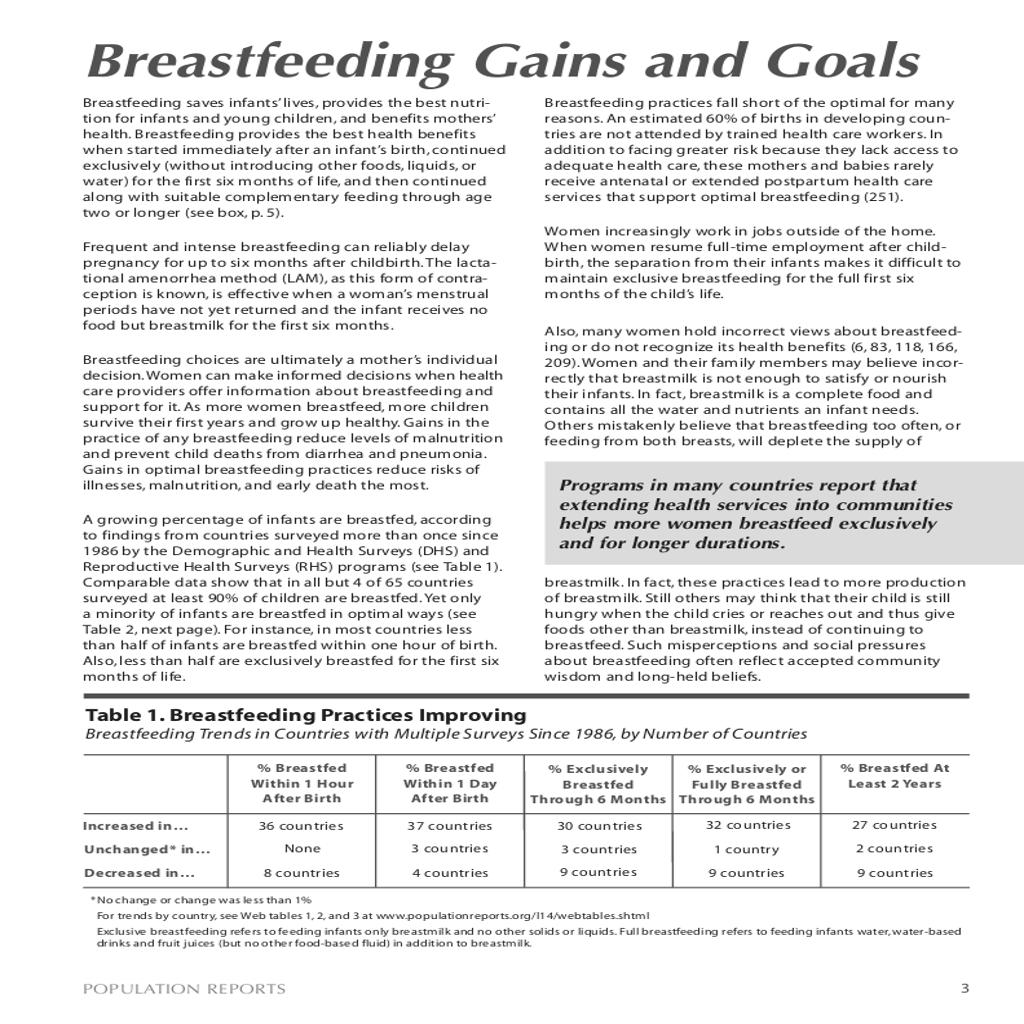 Breastfeeding Gains and Goals
Breastfeeding saves infants' lives, provides the best nutri-
tion for infants and young children, and benefits mothers'
health. Breastfeeding provides the best health benefits
when started immediately after an infant's birth, continued
exclusively (without introducing other foods, liquids, or
water) for the first six months of life, and then continued
along with suitable complementary feeding through age
two or longer (see box, p. 5).
Frequent and intense breastfeeding can reliably delay
pregnancy for up to six months after childbirth. The lacta-
tional amenorrhea method (LAM), as this form of contra-
ception is known, is effective when a woman's menstrual
periods have not yet returned and the infant receives no
food but breastmilk for the first six months.
Breastfeeding choices are ultimately a mother's individual
decision. Women can make informed decisions when health
care providers offer information about breastfeeding and
support for it. As more women breastfeed, more children
survive their first years and grow up healthy. Gains in the
practice of any breastfeeding reduce levels of malnutrition
and prevent child deaths from diarrhea and pneumonia.
Gains in optimal breastfeeding practices reduce risks of
illnesses, malnutrition, and early death the most.
A growing percentage of infants are breastfed, according
to findings from countries surveyed more than once since
1986 by the Demographic and Health Surveys (DHS) and
Reproductive Health Surveys (RHS) programs (see Table 1).
Comparable data show that in all but 4 of 65 countries
surveyed at least 90% of children are breastfed. Yet only
a minority of infants are breastfed in optimal ways (see
Table 2, next page). For instance, in most countries less
than half of infants are breastfed within one hour of birth.
Also, less than half are exclusively breastfed for the first six
months of life.
Breastfeeding practices fall short of the optimal for many
reasons. An estimated 60% of births in developing coun-
tries are not attended by trained health care workers. In
addition to facing greater risk because they lack access to
adequate health care, these mothers and babies rarely
receive antenatal or extended postpartum health care
services that support optimal breastfeeding (251).
Women increasingly work in jobs outside of the home.
When women resume full-time employment after child-
birth, the separation from their infants makes it difficult to
maintain exclusive breastfeeding for the full first six
months of the child's life.
Also, many women hold incorrect views about breastfeed-
ing or do not recognize its health benefits (6, 83, 118, 166,
209). Women and their family members may believe incor-
rectly that breastmilk is not enough to satisfy or nourish
their infants. In fact, breastmilk is a complete food and
contains all the water and nutrients an infant needs.
Others mistakenly believe that breastfeeding too often, or
feeding from both breasts, will deplete the supply of
Programs in many countries report that
extending health services into communities
helps more women breastfeed exclusively
and for longer durations.
breastmilk. In fact, these practices lead to more production
of breastmilk. Still others may think that their child is still
hungry when the child cries or reaches out and thus give
foods other than breastmilk, instead of continuing to
breastfeed. Such misperceptions and social pressures
about breastfeeding often reflect accepted community
wisdom and long-held beliefs.
Table 1. Breastfeeding Practices Improving
Breastfeeding Trends in Countries with Multiple Surveys Since 1986, by Number of Countries
% Breastfed % Breastfed % Exclusively % Exclusively or % Breastfed At
Within 1 Hour Within 1 Day Breastfed Fully Breastfed Least 2 Years
After Birth After Birth Through 6 Months Through 6 Months
Increased in... 36 countries 37 countries 30 countries 32 countries 27 countries
Unchanged* in... None 3 countries 3 countries 1 country 2 countries
Decreased in... 8 countries 4 countries 9 countries 9 countries 9 countries
*No change or change was less than 1%
For trends by country, see Web tables 1, 2, and 3 at www.populationreports.org/l14/webtables.shtml
Exclusive breastfeeding refers to feeding infants only breastmilk and no other solids or liquids. Full breastfeeding refers to feeding infants water, water-based
drinks and fruit juices (but no other food-based fluid) in addition to breastmilk.
POPULATION REPORTS 3